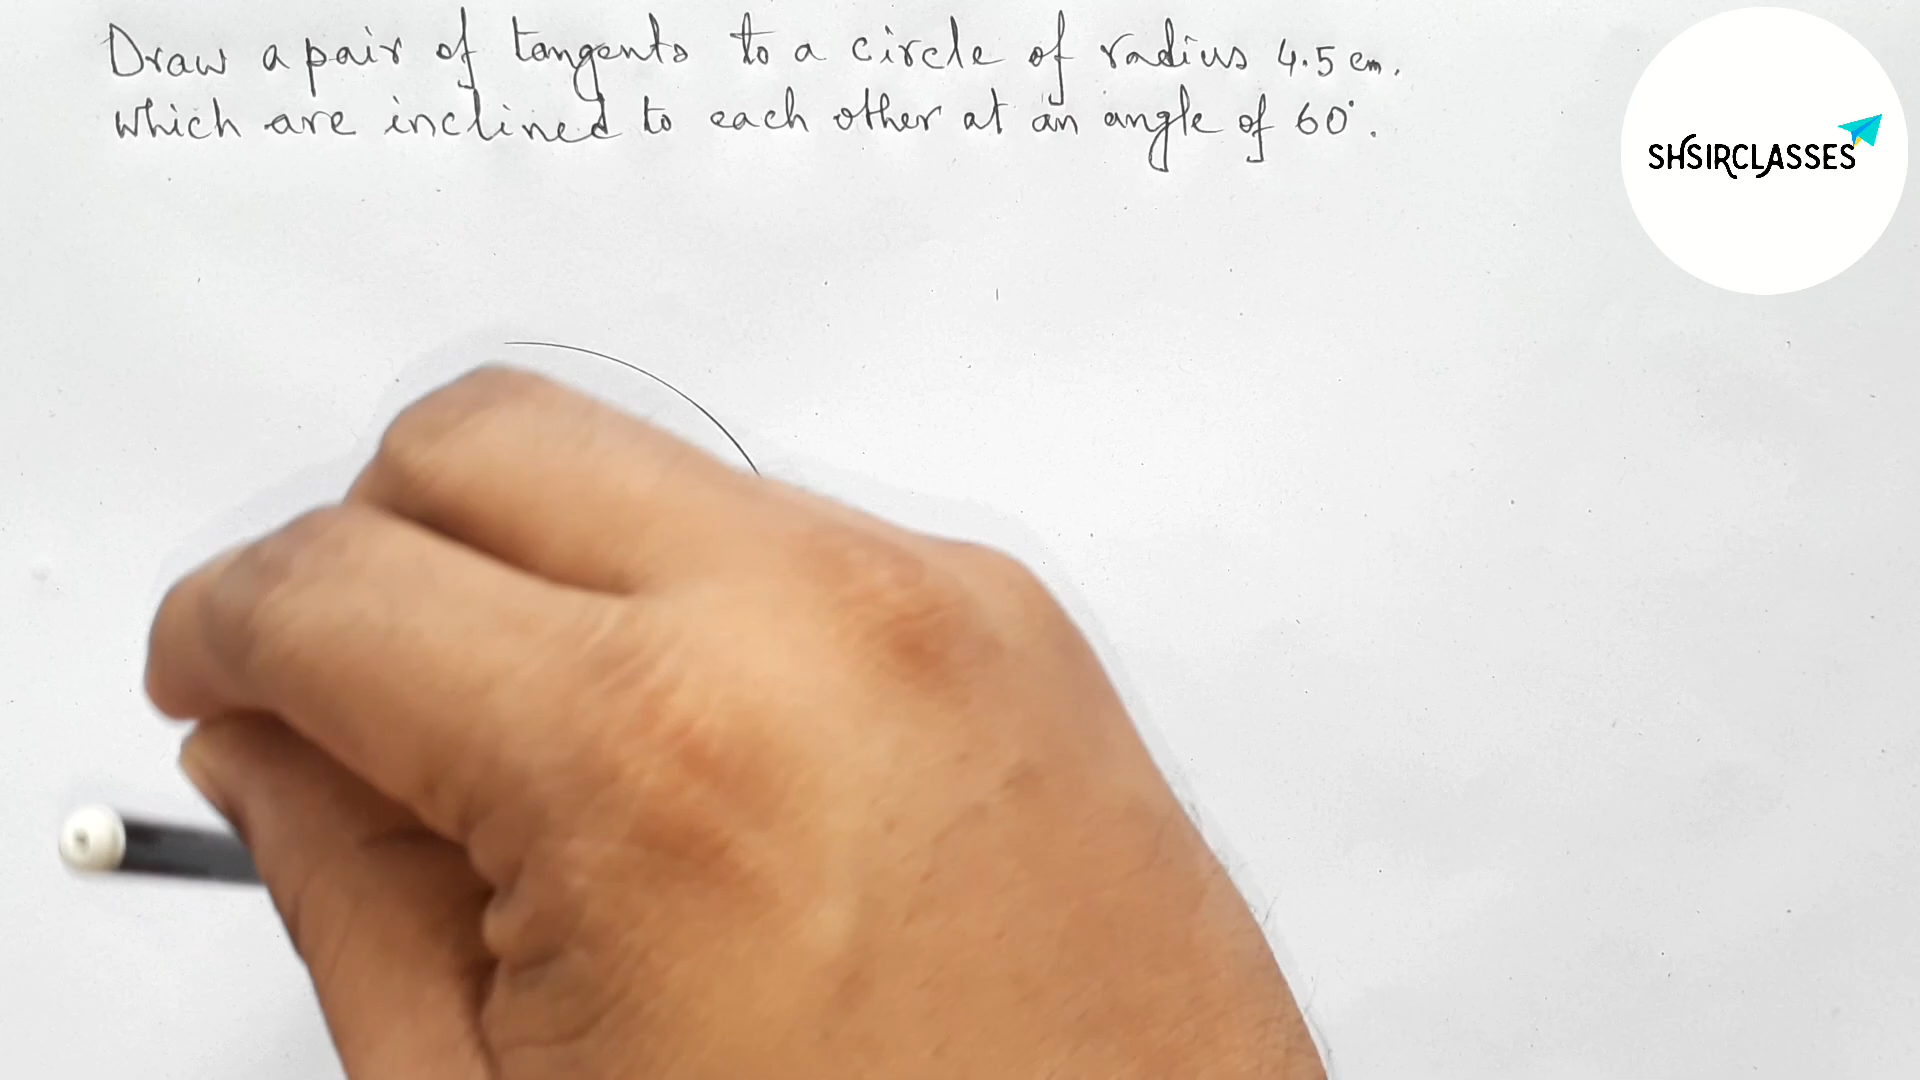 Draw a pair of tangents to a circle of radius 4.5 cm.
which are inclined to each other at an angle of 60°.
SHSIRCLASSES